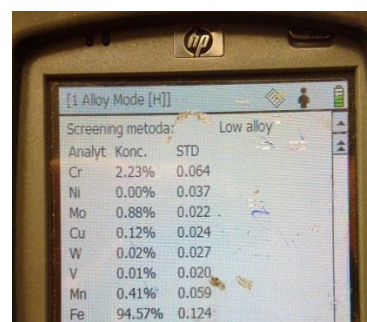 hp
[1 Alloy Mode [H]]
Screening metoda: Low alloy
Analyt Konc. STD
Cr 2.23% 0.064
Ni 0.00% 0.037
Mo 0.88% 0.022
Cu 0.12% 0.024
W 0.02% 0.027
V 0.01% 0.020
Mn 0.41% 0.059
Fe 94.57% 0.124